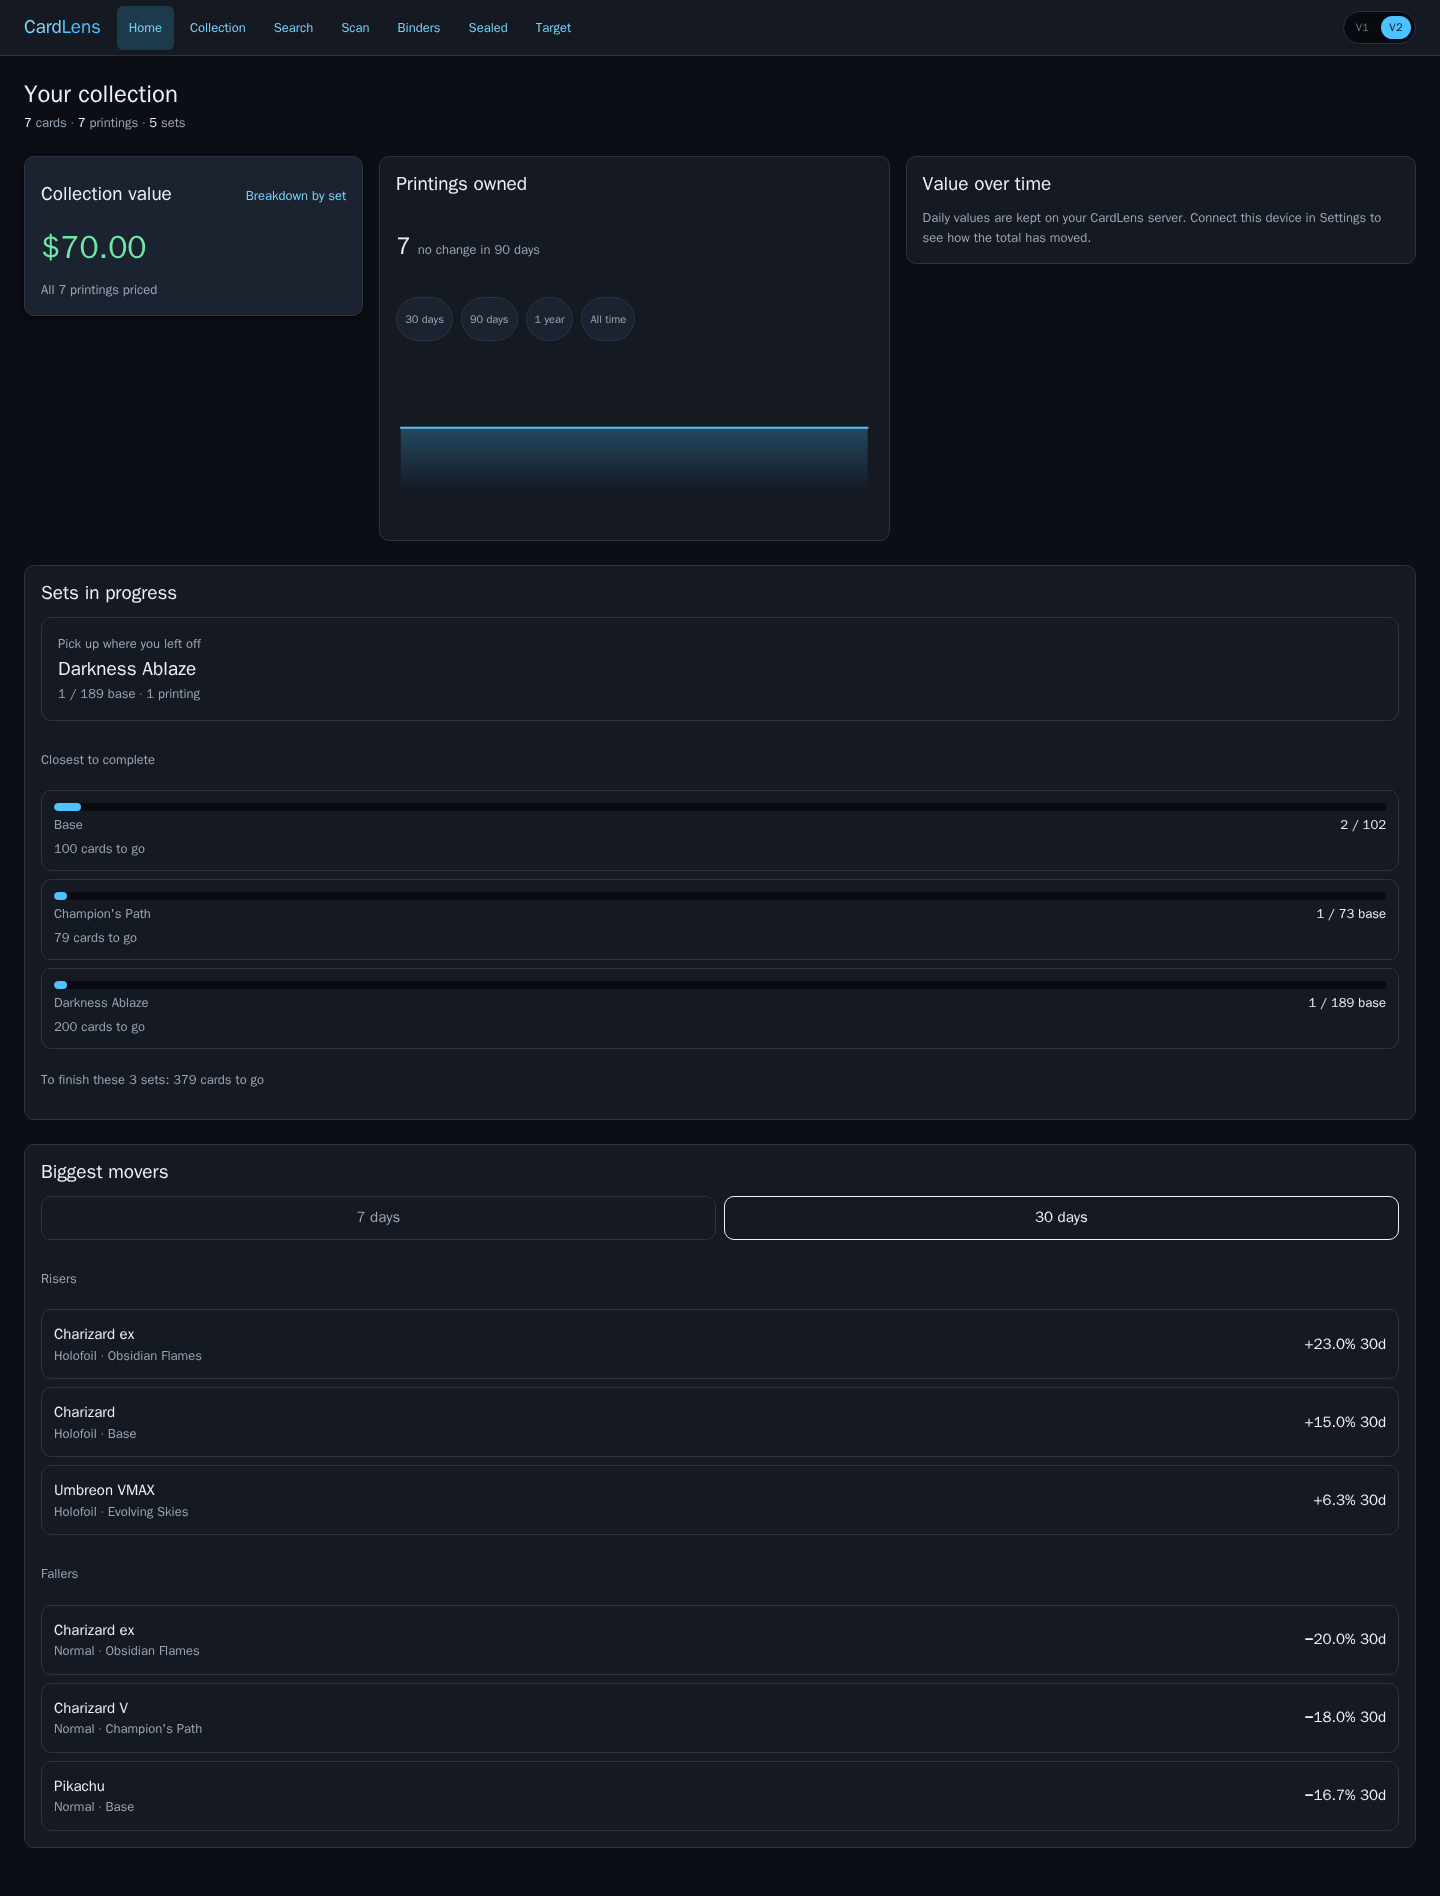 CardLens Home Collection Search Scan Binders Sealed Target V1 V2
Your collection
7 cards · 7 printings · 5 sets
Collection value Breakdown by set
$70.00
All 7 printings priced
Printings owned
7 no change in 90 days
30 days 90 days 1 year All time
Value over time
Daily values are kept on your CardLens server. Connect this device in Settings to
see how the total has moved.
Sets in progress
Pick up where you left off
Darkness Ablaze
1 / 189 base · 1 printing
Closest to complete
Base 2 / 102
100 cards to go
Champion's Path 1 / 73 base
79 cards to go
Darkness Ablaze 1 / 189 base
200 cards to go
To finish these 3 sets: 379 cards to go
Biggest movers
7 days 30 days
Risers
Charizard ex
Holofoil · Obsidian Flames
+23.0% 30d
Charizard
Holofoil · Base
+15.0% 30d
Umbreon VMAX
Holofoil · Evolving Skies
+6.3% 30d
Fallers
Charizard ex
Normal · Obsidian Flames
−20.0% 30d
Charizard V
Normal · Champion's Path
−18.0% 30d
Pikachu
Normal · Base
−16.7% 30d